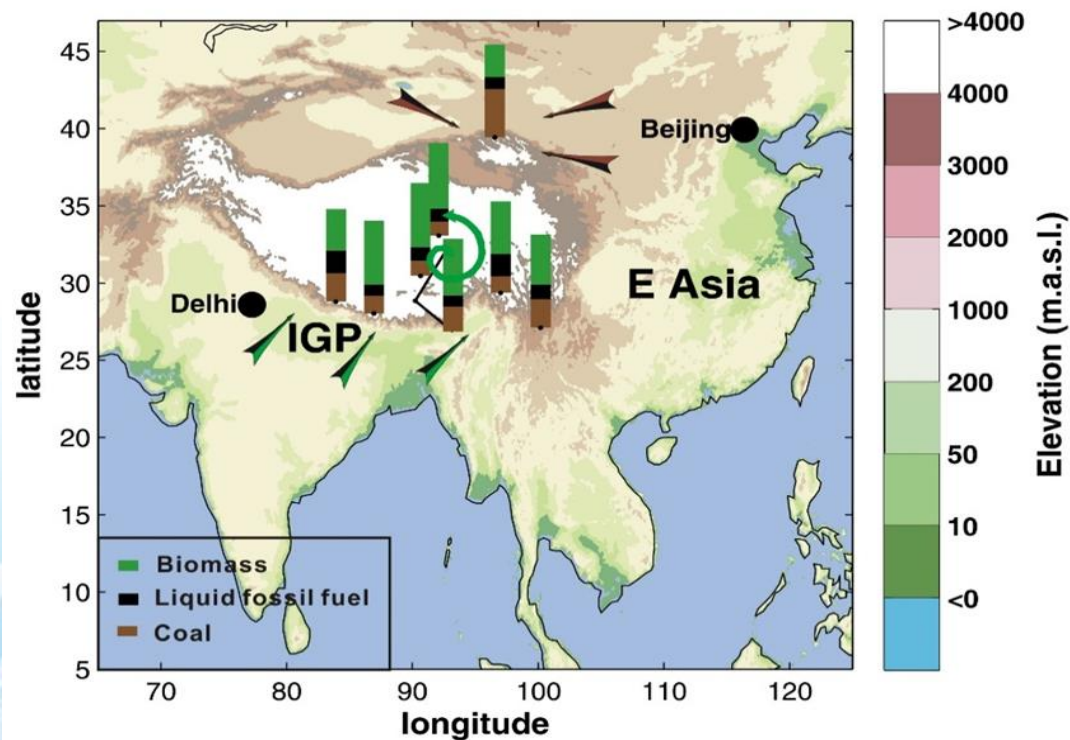 45
40
35
30
25
20
15
10
5
latitude
70
80
90
100
110
120
longitude
Beijing
Delhi
IGP
E Asia
Biomass
Liquid fossil fuel
Coal
>4000
4000
3000
2000
1000
200
50
10
<0
Elevation (m.a.s.l.)